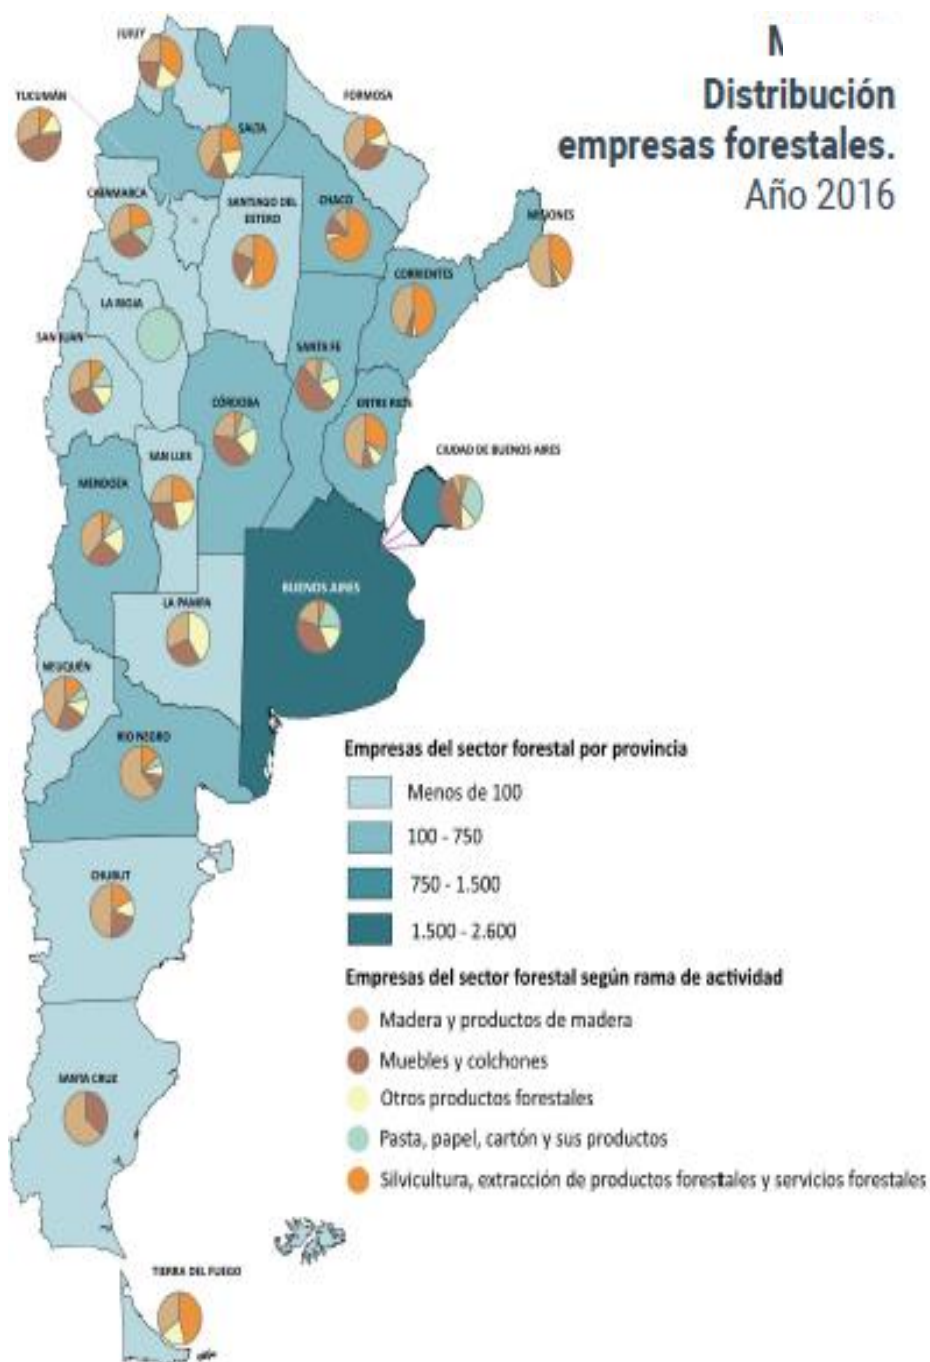 Distribución
empresas forestales.
Año 2016
JUJUY
TUCUMÁN
FORMOSA
SALTA
CATAMARCA
SANTIAGO DEL
ESTERO
CHACO
MISIONES
CORRIENTES
LA RIOJA
SAN JUAN
SANTA FE
CÓRDOBA
ENTRE RIOS
CIUDAD DE BUENOS AIRES
SAN LUIS
MENDOZA
BUENOS AIRES
LA PAMPA
NEUQUÉN
RIO NEGRO
Empresas del sector forestal por provincia
Menos de 100
100 - 750
750 - 1.500
1.500 - 2.600
CHUBUT
Empresas del sector forestal según rama de actividad
Madera y productos de madera
Muebles y colchones
Otros productos forestales
Pasta, papel, cartón y sus productos
Silvicultura, extracción de productos forestales y servicios forestales
SANTA CRUZ
TIERRA DEL FUEGO